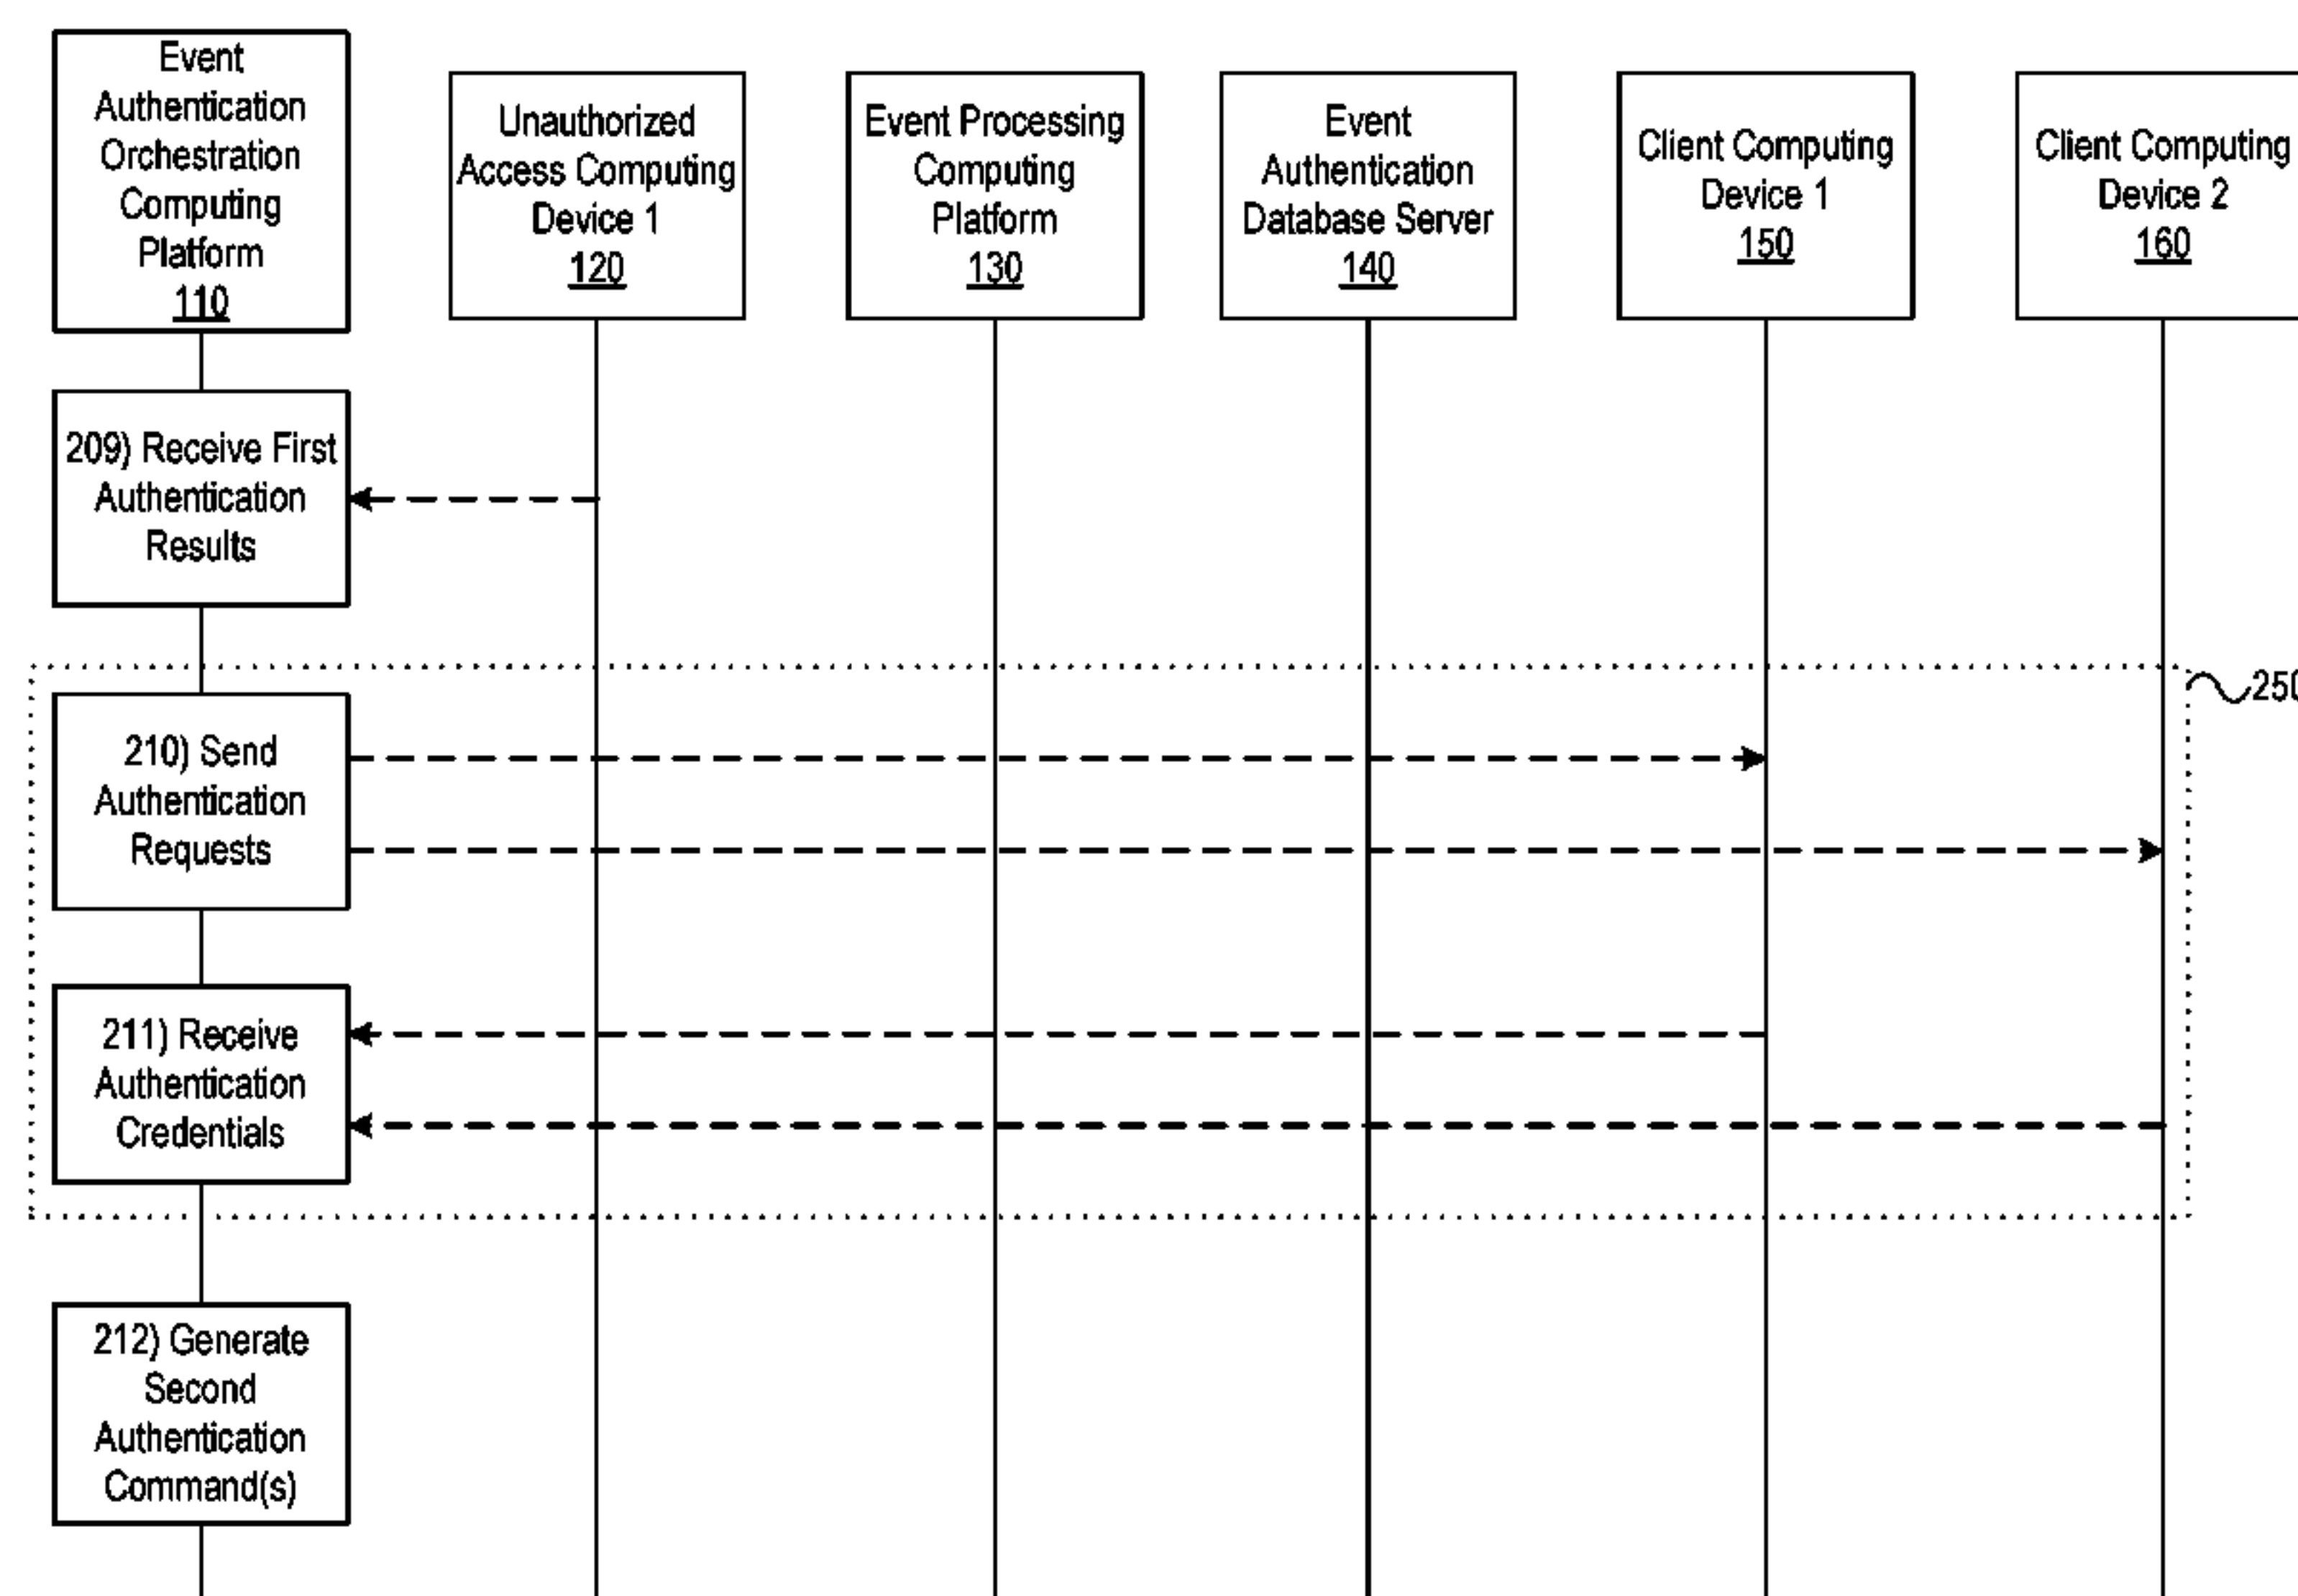 Event
Authentication
Orchestration
Computing
Platform
110
Unauthorized
Access Computing
Device 1
120
Event Processing
Computing
Platform
130
Event
Authentication
Database Server
140
Client Computing
Device 1
150
Client Computing
Device 2
160
209) Receive First
Authentication
Results
250
210) Send
Authentication
Requests
211) Receive
Authentication
Credentials
212) Generate
Second
Authentication
Command(s)